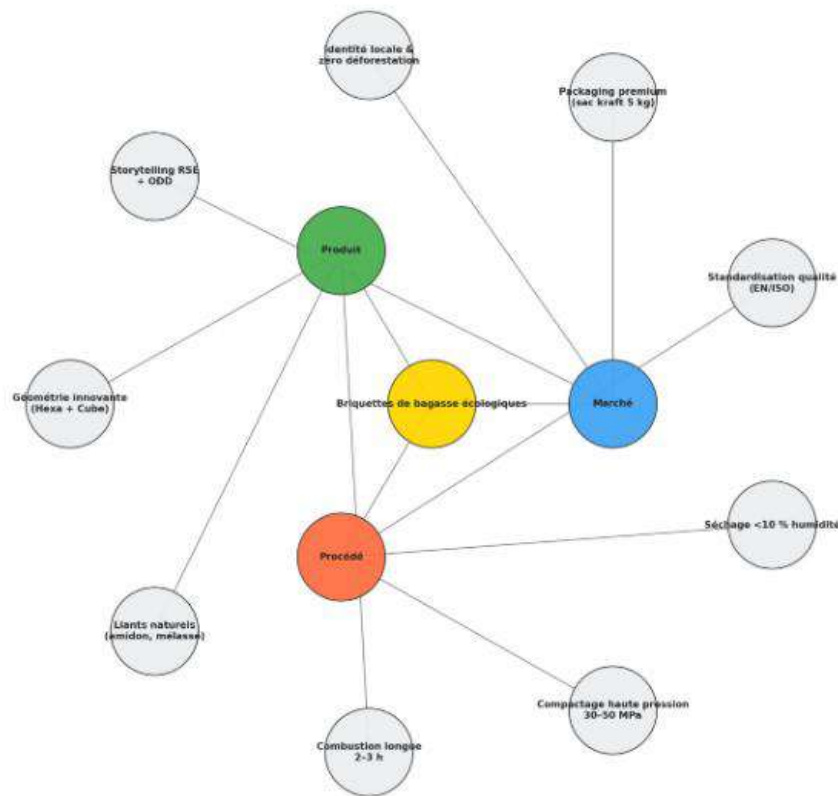 Identité locale &
zéro déforestation
Packaging premium
(sac kraft 5 kg)
Storytelling RSE
+ ODD
Produit
Standardisation qualité
(EN/ISO)
Géométrie innovante
(Hexa + Cube)
Briquettes de bagasse écologiques
Marché
Séchage <10 % humidité
Procédé
Liants naturels
(amidon, mélasse)
Compactage haute pression
30–50 MPa
Combustion longue
2–3 h